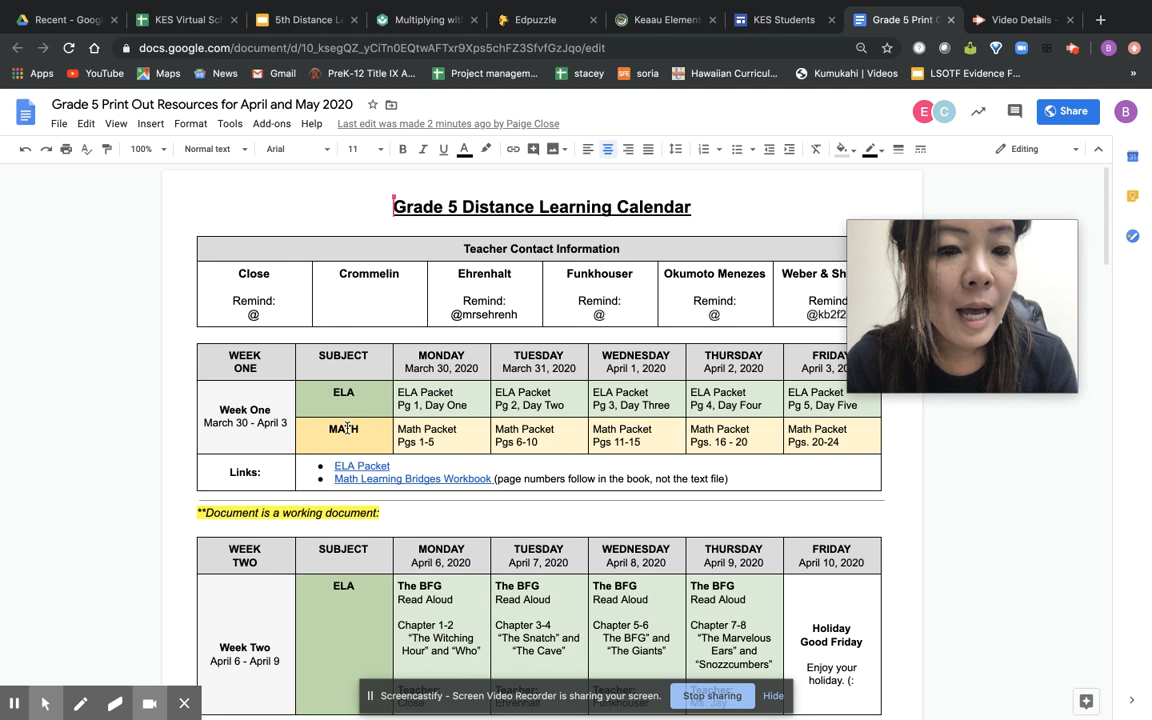 Recent - Googl
KES Virtual Sch
5th Distance Le
Multiplying with
Edpuzzle
Keaau Element
KES Students
Grade 5 Print O
Video Details -
docs.google.com/document/d/10_ksegQZ_yCiTn0EQtwAFTxr9Xps5chFZ3SfvfGzJqo/edit
Apps
YouTube
Maps
News
Gmail
PreK-12 Title IX A...
Project managem...
stacey
soria
Hawaiian Curricul...
Kumukahi | Videos
LSOTF Evidence F...
»
Grade 5 Print Out Resources for April and May 2020
E C Share B
File Edit View Insert Format Tools Add-ons Help Last edit was made 2 minutes ago by Paige Close
100% Normal text Arial 11 B I U A Editing
Grade 5 Distance Learning Calendar
Teacher Contact Information
Close
Remind:
@
Crommelin
Ehrenhalt
Remind:
@mrsehrenh
Funkhouser
Remind:
@
Okumoto Menezes
Remind:
@
Weber & Sh
Remind
@kb2f2
WEEK ONE
SUBJECT
MONDAY
March 30, 2020
TUESDAY
March 31, 2020
WEDNESDAY
April 1, 2020
THURSDAY
April 2, 2020
FRIDAY
April 3, 20
Week One
March 30 - April 3
ELA
ELA Packet
Pg 1, Day One
ELA Packet
Pg 2, Day Two
ELA Packet
Pg 3, Day Three
ELA Packet
Pg 4, Day Four
ELA Packet
Pg 5, Day Five
MATH
Math Packet
Pgs 1-5
Math Packet
Pgs 6-10
Math Packet
Pgs 11-15
Math Packet
Pgs. 16 - 20
Math Packet
Pgs. 20-24
Links:
● ELA Packet
● Math Learning Bridges Workbook (page numbers follow in the book, not the text file)
**Document is a working document:
WEEK TWO
SUBJECT
MONDAY
April 6, 2020
TUESDAY
April 7, 2020
WEDNESDAY
April 8, 2020
THURSDAY
April 9, 2020
FRIDAY
April 10, 2020
Week Two
April 6 - April 9
ELA
The BFG
Read Aloud
Chapter 1-2
“The Witching
Hour” and “Who”
The BFG
Read Aloud
Chapter 3-4
“The Snatch” and
“The Cave”
The BFG
Read Aloud
Chapter 5-6
The BFG” and
“The Giants”
The BFG
Read Aloud
Chapter 7-8
“The Marvelous
Ears” and
“Snozzcumbers”
Holiday
Good Friday
Enjoy your
holiday. (:
Screencastify - Screen Video Recorder is sharing your screen.
Stop sharing
Hide